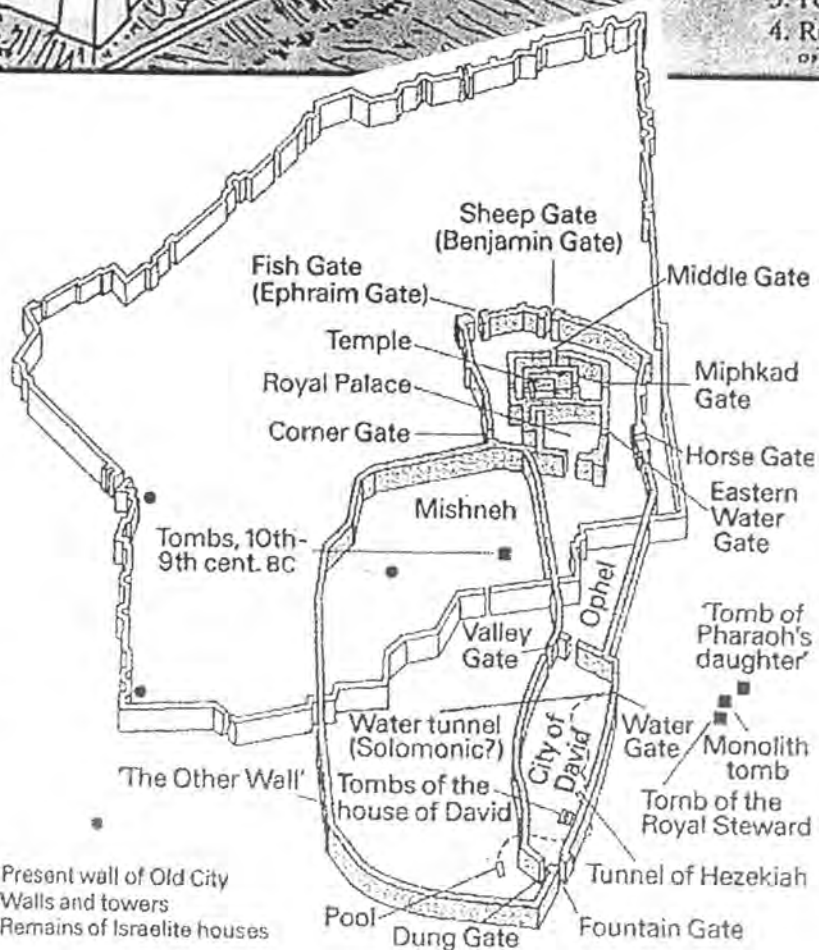 4. R
Sheep Gate
(Benjamin Gate)
Fish Gate
(Ephraim Gate)
Middle Gate
Temple
Miphkad
Gate
Royal Palace
Corner Gate
Horse Gate
Mishneh
Eastern
Water
Gate
Tombs, 10th-
9th cent. BC
Ophel
Valley
Gate
'Tomb of
Pharaoh's
daughter'
Water tunnel
(Solomonic?)
City of
David
Water
Gate
Monolith
tomb
'The Other Wall'
Tombs of the
house of David
Tomb of the
Royal Steward
Present wall of Old City
Walls and towers
Remains of Israelite houses
Tunnel of Hezekiah
Pool
Dung Gate
Fountain Gate